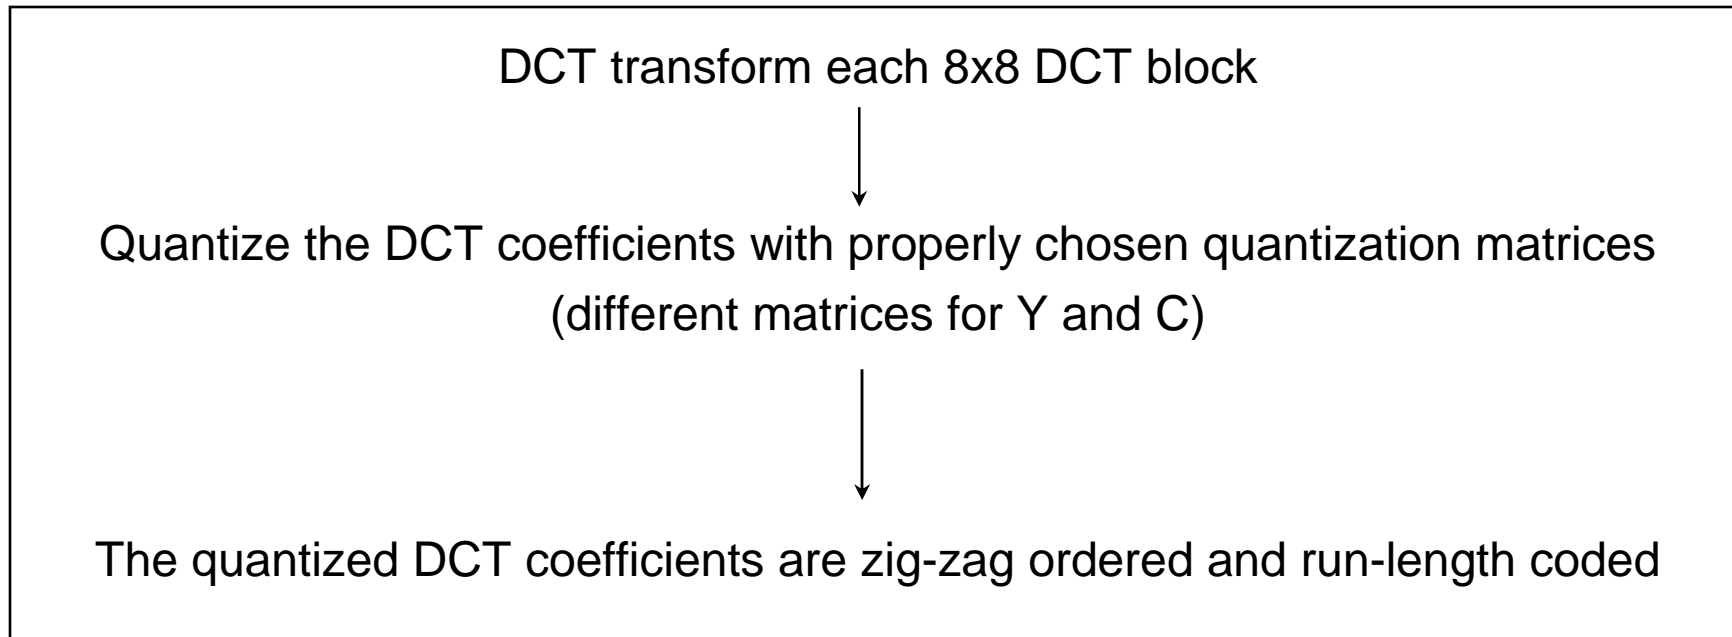 DCT transform each 8x8 DCT block
Quantize the DCT coefficients with properly chosen quantization matrices
(different matrices for Y and C)
The quantized DCT coefficients are zig-zag ordered and run-length coded